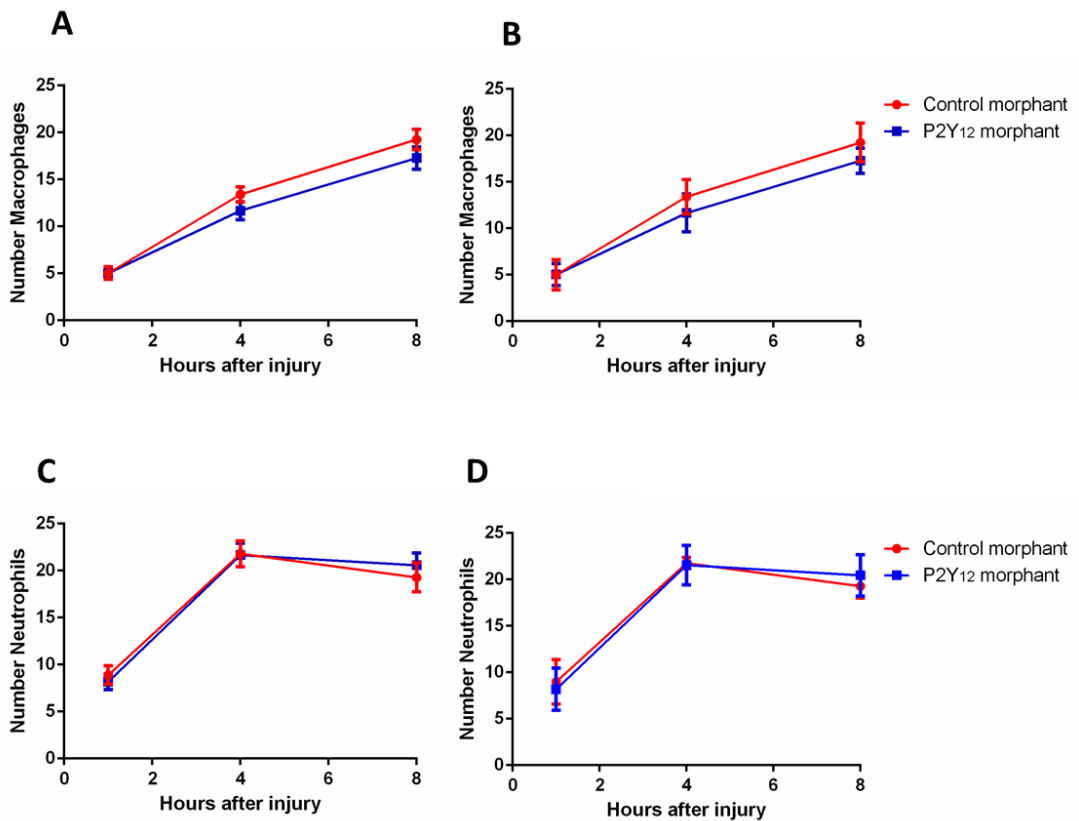 A
B
Number Macrophages
25
20
15
10
5
0
0 2 4 6 8
Hours after injury
Number Macrophages
25
20
15
10
5
0
0 2 4 6 8
Hours after injury
Control morphant
P2Y12 morphant
C
D
Number Neutrophils
25
20
15
10
5
0
0 2 4 6 8
Hours after injury
Number Neutrophils
25
20
15
10
5
0
0 2 4 6 8
Hours after injury
Control morphant
P2Y12 morphant